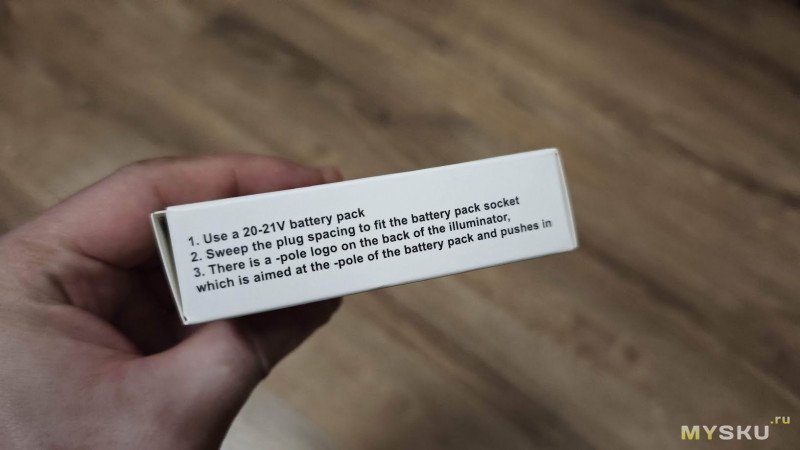 1. Use a 20-21V battery pack
2. Sweep the plug spacing to fit the battery pack socket
3. There is a -pole logo on the back of the illuminator,
which is aimed at the -pole of the battery pack and pushes in
MYSKU.ru